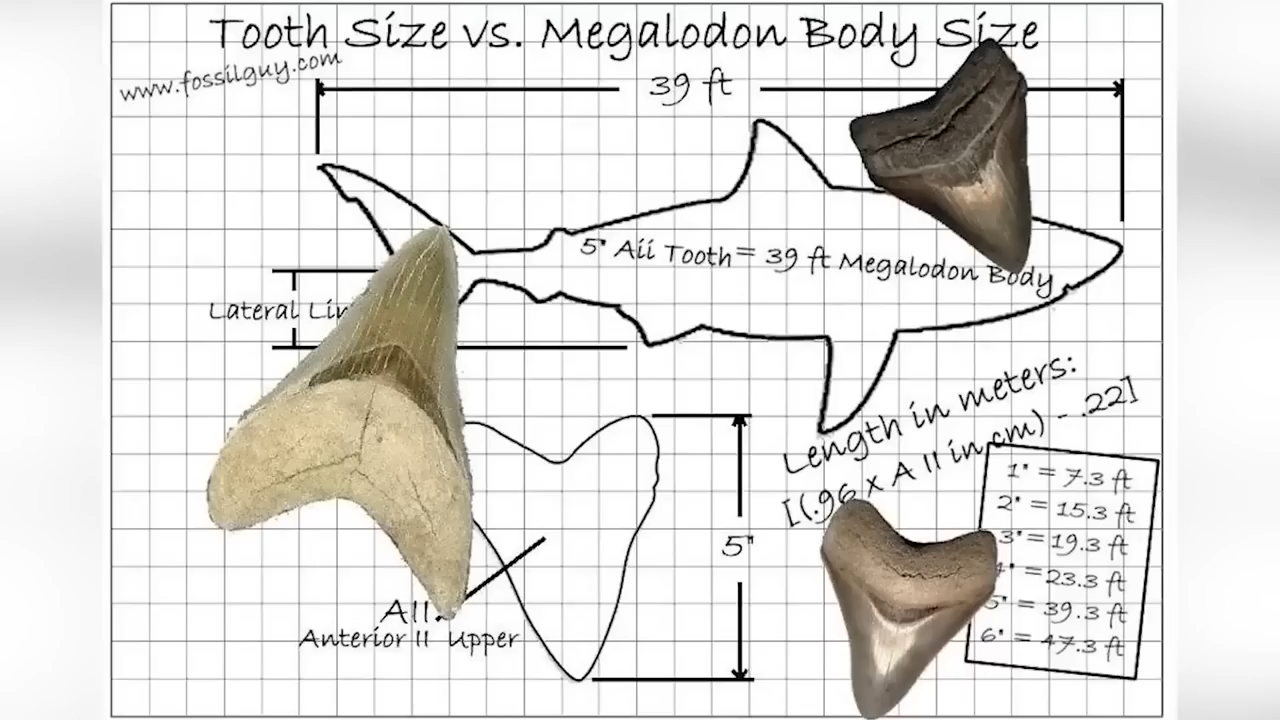 Tooth Size vs. Megalodon Body Size
www.fossilguy.com
39 ft
5" Aii Tooth = 39 ft Megalodon Body
Lateral
Length in meters:
[(.96 x A II in cm) - .22]
1" = 7.3 ft
2" = 15.3 ft
3" = 19.3 ft
4" = 23.3 ft
5" = 39.3 ft
6" = 47.3 ft
5"
AII.
Anterior II Upper